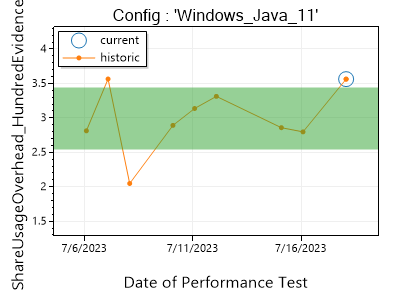 Config : 'Windows_Java_11'
current
historic
ShareUsageOverhead_HundredEvidence
4
3.5
3
2.5
2
1.5
7/6/2023
7/11/2023
7/16/2023
Date of Performance Test